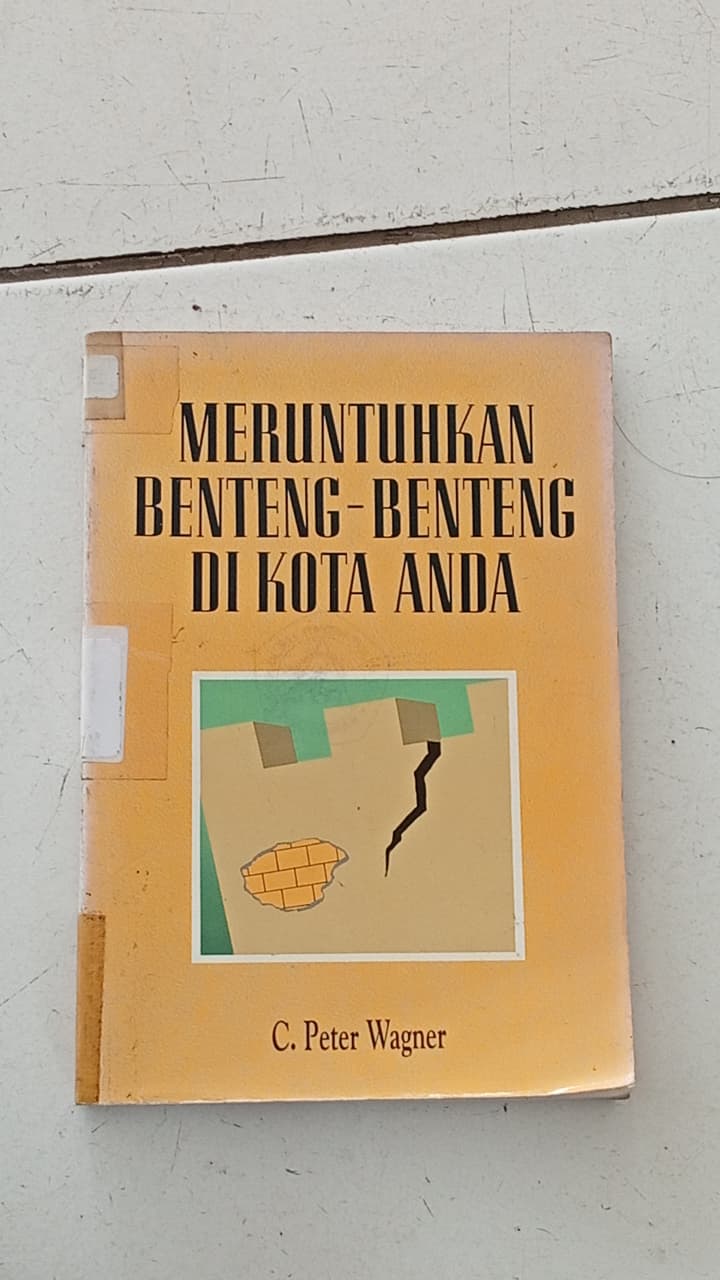 MERUNTUHKAN
BENTENG-BENTENG
DI KOTA ANDA
C. Peter Wagner